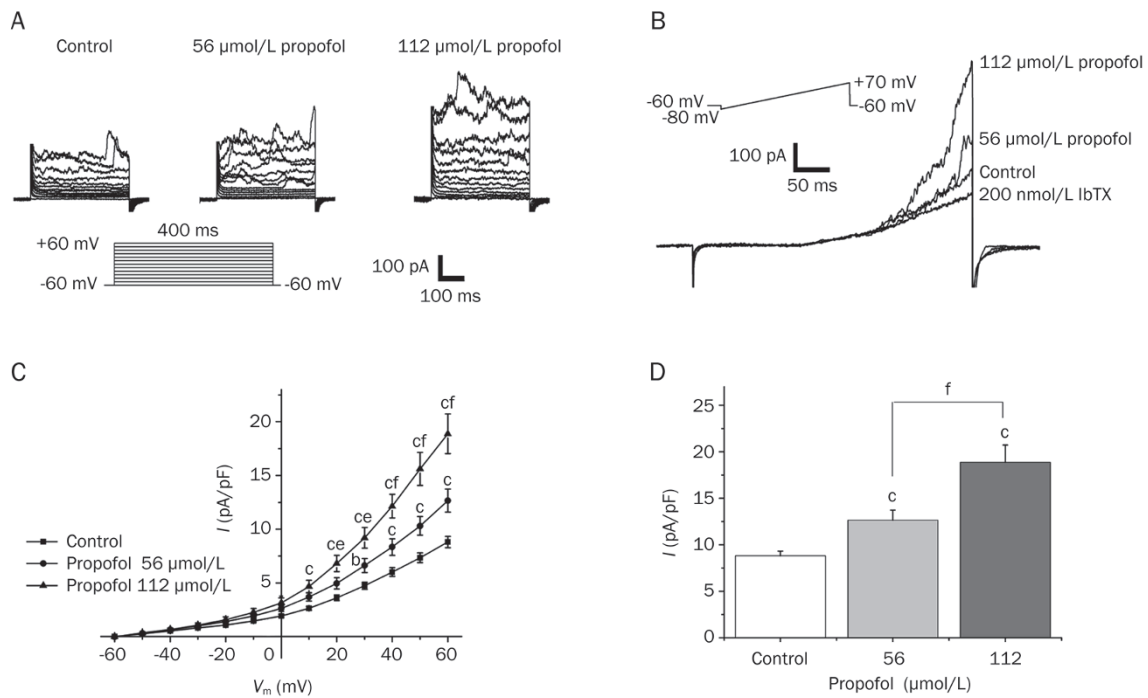 A
Control
56 µmol/L propofol
112 µmol/L propofol
400 ms
+60 mV
-60 mV
-60 mV
100 pA
100 ms
B
112 µmol/L propofol
+70 mV
-60 mV
-60 mV
-80 mV
56 µmol/L propofol
100 pA
50 ms
Control
200 nmol/L IbTX
C
20
15
10
5
I (pA/pF)
cf
cf
cf
ce
ce
c
c
c
c
b
Control
Propofol 56 µmol/L
Propofol 112 µmol/L
-60 -40 -20 0 20 40 60
Vm (mV)
D
f
25
20
15
10
5
0
I (pA/pF)
c
c
Control 56 112
Propofol (µmol/L)